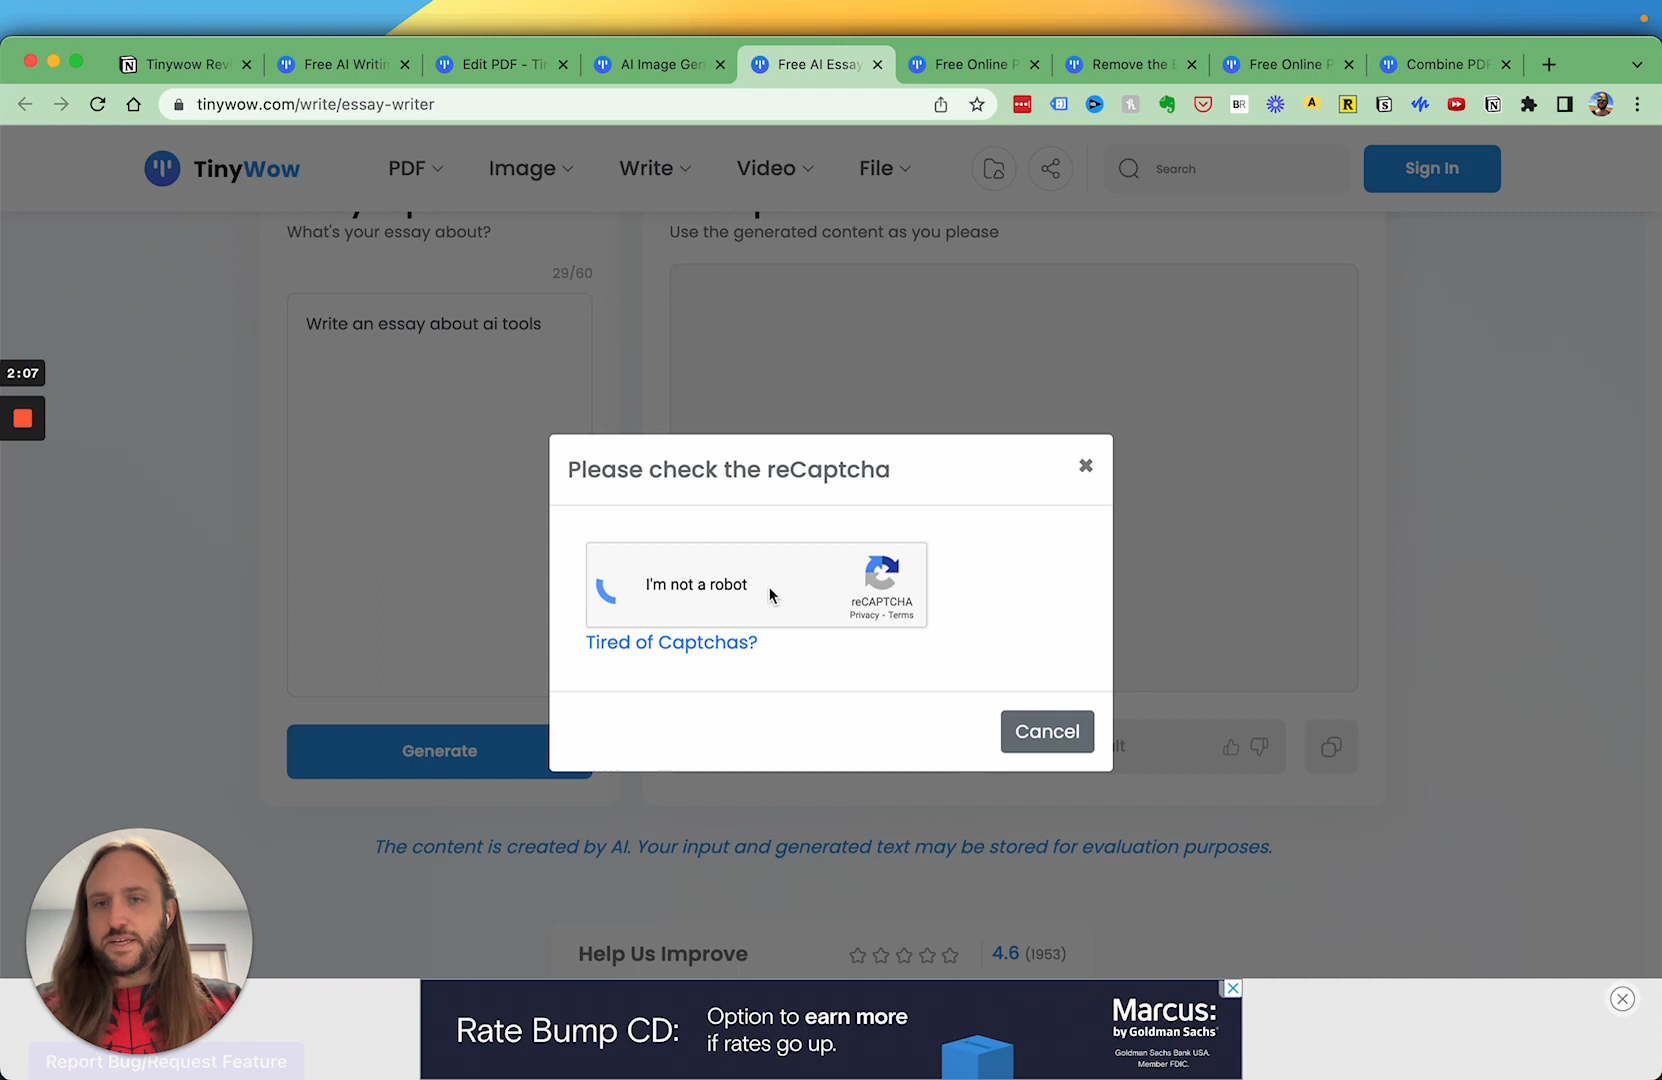 Tinywow Rev
Free AI Writin
Edit PDF - Ti
AI Image Gen
Free AI Essay
Free Online P
Remove the
Free Online P
Combine PDF
tinywow.com/write/essay-writer
BR
A
R
TinyWow
PDF
Image
Write
Video
File
Search
Sign In
What's your essay about?
Use the generated content as you please
29/60
Write an essay about ai tools
2:07
Please check the reCaptcha
I'm not a robot
reCAPTCHA
Privacy - Terms
Tired of Captchas?
Cancel
Generate
The content is created by AI. Your input and generated text may be stored for evaluation purposes.
Help Us Improve
4.6 (1953)
Rate Bump CD:
Option to earn more
if rates go up.
Marcus:
by Goldman Sachs®
Goldman Sachs Bank USA.
Member FDIC.
Report Bug/Request Feature